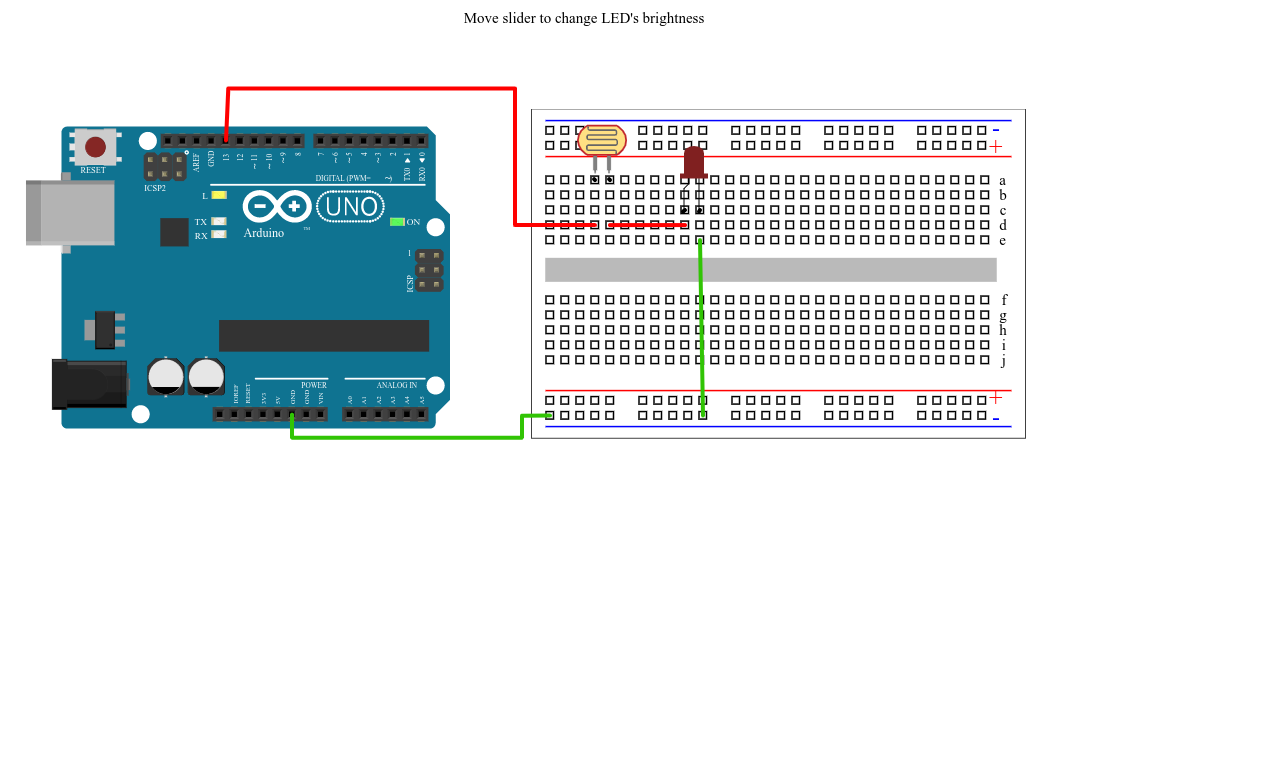 Move slider to change LED's brightness
RESET
ICSP2
AREF
GND
13
12
~11
~10
~9
8
7
~6
~5
4
~3
2
TX0 ▶ 1
RX0 ◀ 0
DIGITAL (PWM= ~)
L
TX
RX
Arduino
TM
UNO
ON
1
ICSP
IOREF
RESET
3V3
5V
GND
GND
VIN
POWER
ANALOG IN
A0
A1
A2
A3
A4
A5
-
+
a
b
c
d
e
f
g
h
i
j
+
-